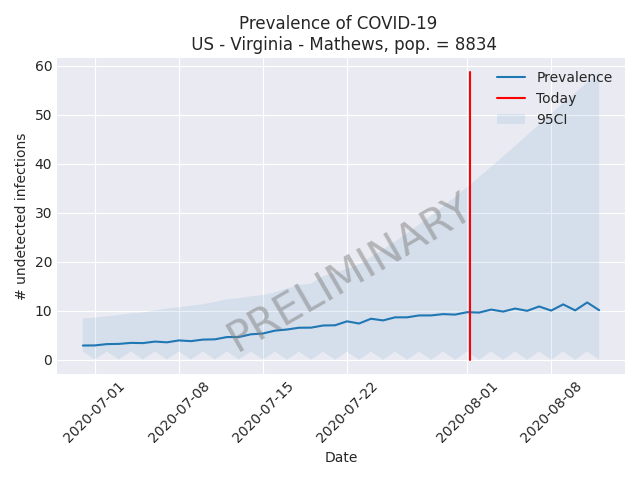 Prevalence of COVID-19
US - Virginia - Mathews, pop. = 8834
60
50
40
30
20
10
0
# undetected infections
Prevalence
Today
95CI
PRELIMINARY
2020-07-01
2020-07-08
2020-07-15
2020-07-22
2020-08-01
2020-08-08
Date